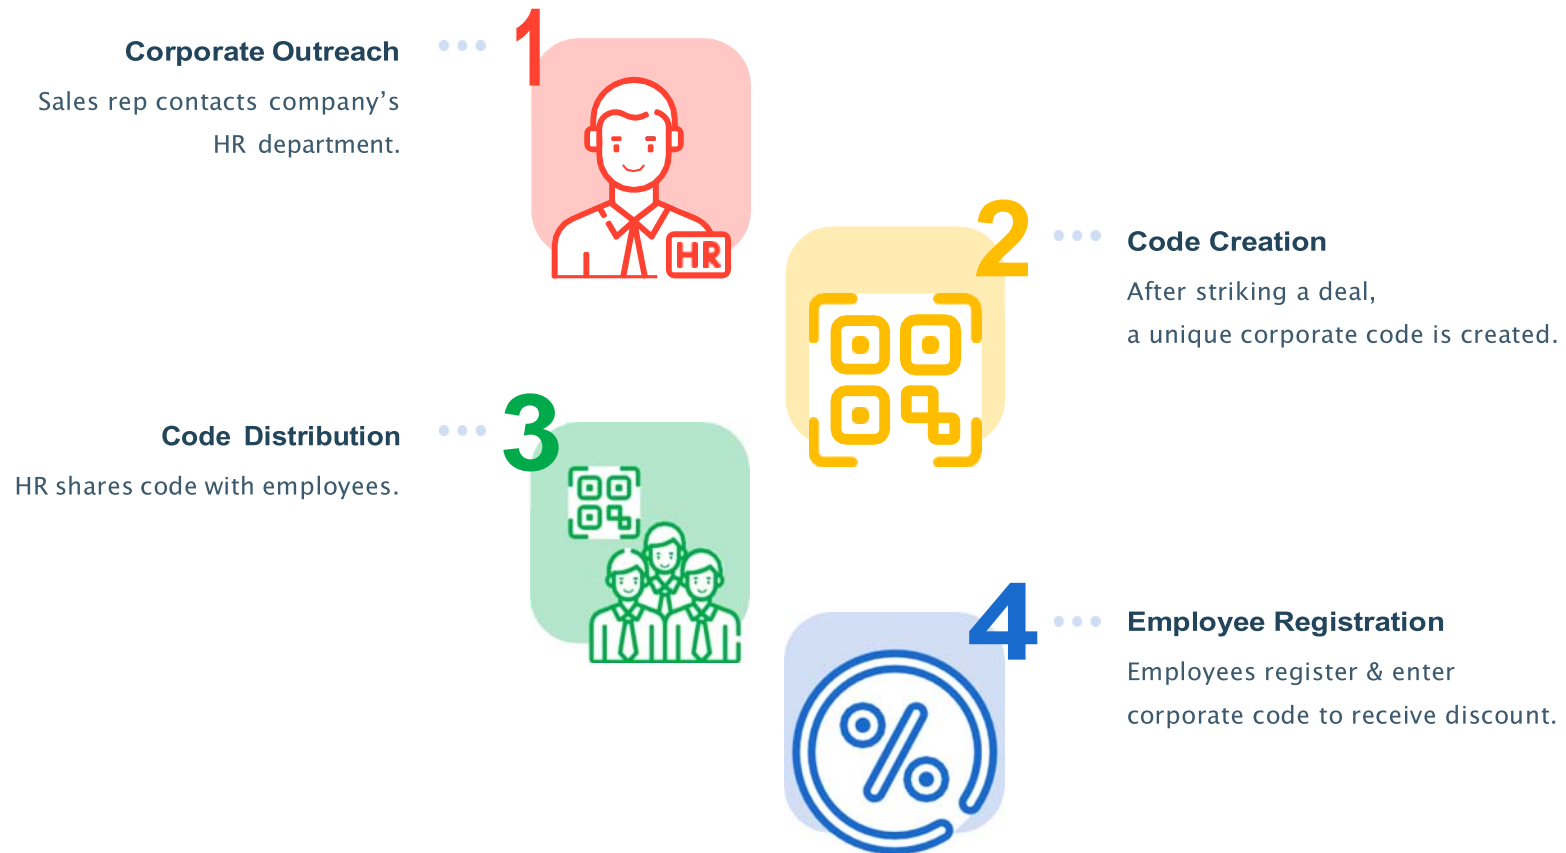 1
Corporate Outreach
Sales rep contacts company’s
HR department.
HR
2
Code Creation
After striking a deal,
a unique corporate code is created.
3
Code Distribution
HR shares code with employees.
4
Employee Registration
Employees register & enter
corporate code to receive discount.
%